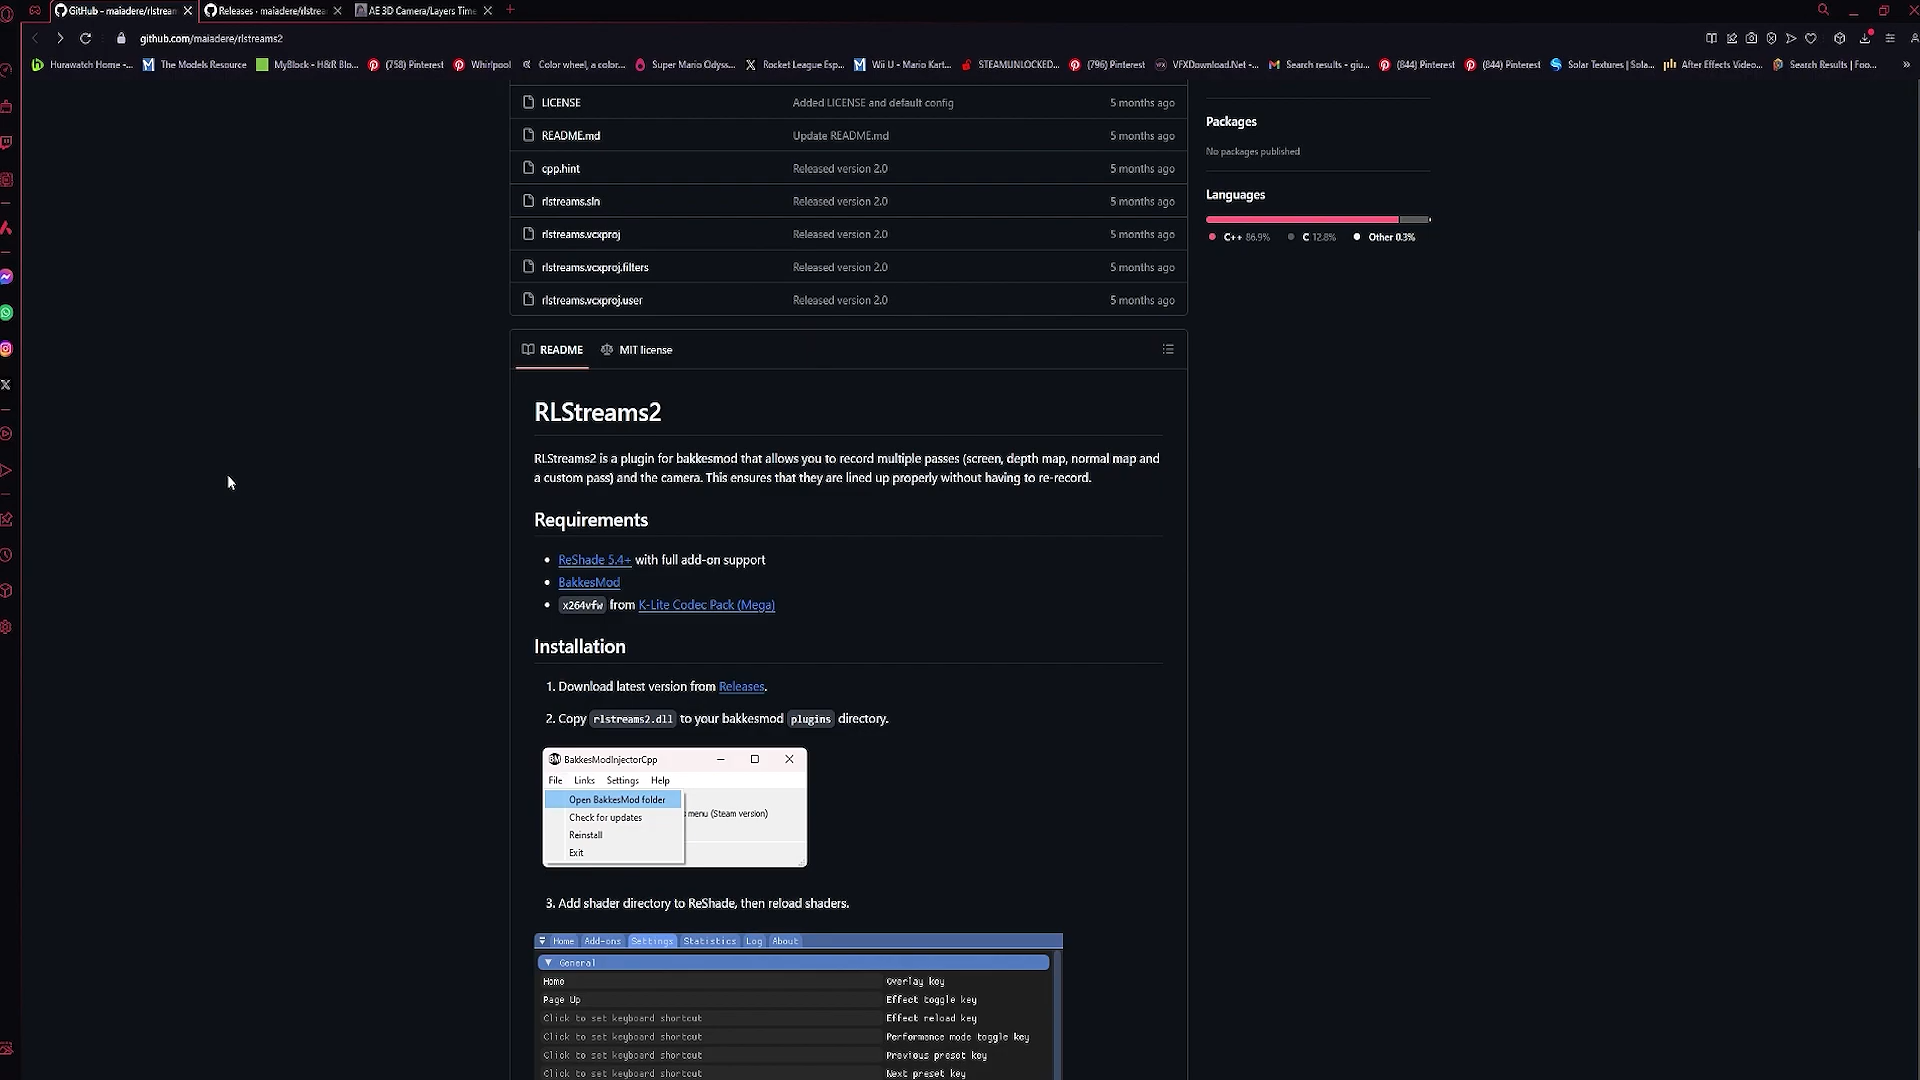 GitHub - maiadere/rlstream
Releases · maiadere/rlstrea
AE 3D Camera/Layers Time
github.com/maiadere/rlstreams2
Hurawatch Home -...
The Models Resource
MyBlock - H&R Blo...
(758) Pinterest
Whirlpool
Color wheel, a color...
Super Mario Odyss...
Rocket League Esp...
Wii U - Mario Kart...
STEAMUNLOCKED...
(796) Pinterest
VFXDownload.Net -...
Search results - giu...
(844) Pinterest
(844) Pinterest
Solar Textures | Sola...
After Effects Video...
Search Results | Foo...
»
LICENSE Added LICENSE and default config 5 months ago
README.md Update README.md 5 months ago
cpp.hint Released version 2.0 5 months ago
rlstreams.sln Released version 2.0 5 months ago
rlstreams.vcxproj Released version 2.0 5 months ago
rlstreams.vcxproj.filters Released version 2.0 5 months ago
rlstreams.vcxproj.user Released version 2.0 5 months ago
Packages
No packages published
Languages
C++ 86.9% C 12.8% Other 0.3%
README MIT license
RLStreams2
RLStreams2 is a plugin for bakkesmod that allows you to record multiple passes (screen, depth map, normal map and
a custom pass) and the camera. This ensures that they are lined up properly without having to re-record.
Requirements
• ReShade 5.4+ with full add-on support
• BakkesMod
• x264vfw from K-Lite Codec Pack (Mega)
Installation
1. Download latest version from Releases.
2. Copy rlstreams2.dll to your bakkesmod plugins directory.
BM BakkesModInjectorCpp
File Links Settings Help
Open BakkesMod folder
Check for updates
menu (Steam version)
Reinstall
Exit
3. Add shader directory to ReShade, then reload shaders.
Home Add-ons Settings Statistics Log About
General
Home Overlay key
Page Up Effect toggle key
Click to set keyboard shortcut Effect reload key
Click to set keyboard shortcut Performance mode toggle key
Click to set keyboard shortcut Previous preset key
Click to set keyboard shortcut Next preset key